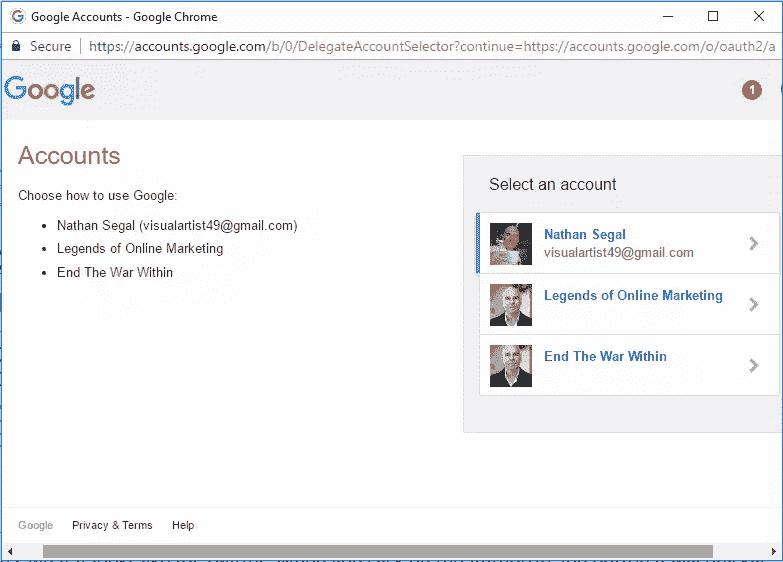 Google Accounts - Google Chrome
Secure | https://accounts.google.com/b/0/DelegateAccountSelector?continue=https://accounts.google.com/o/oauth2/a
Google
1
Accounts
Choose how to use Google:
• Nathan Segal (visualartist49@gmail.com)
• Legends of Online Marketing
• End The War Within
Select an account
Nathan Segal
visualartist49@gmail.com
Legends of Online Marketing
End The War Within
Google Privacy & Terms Help